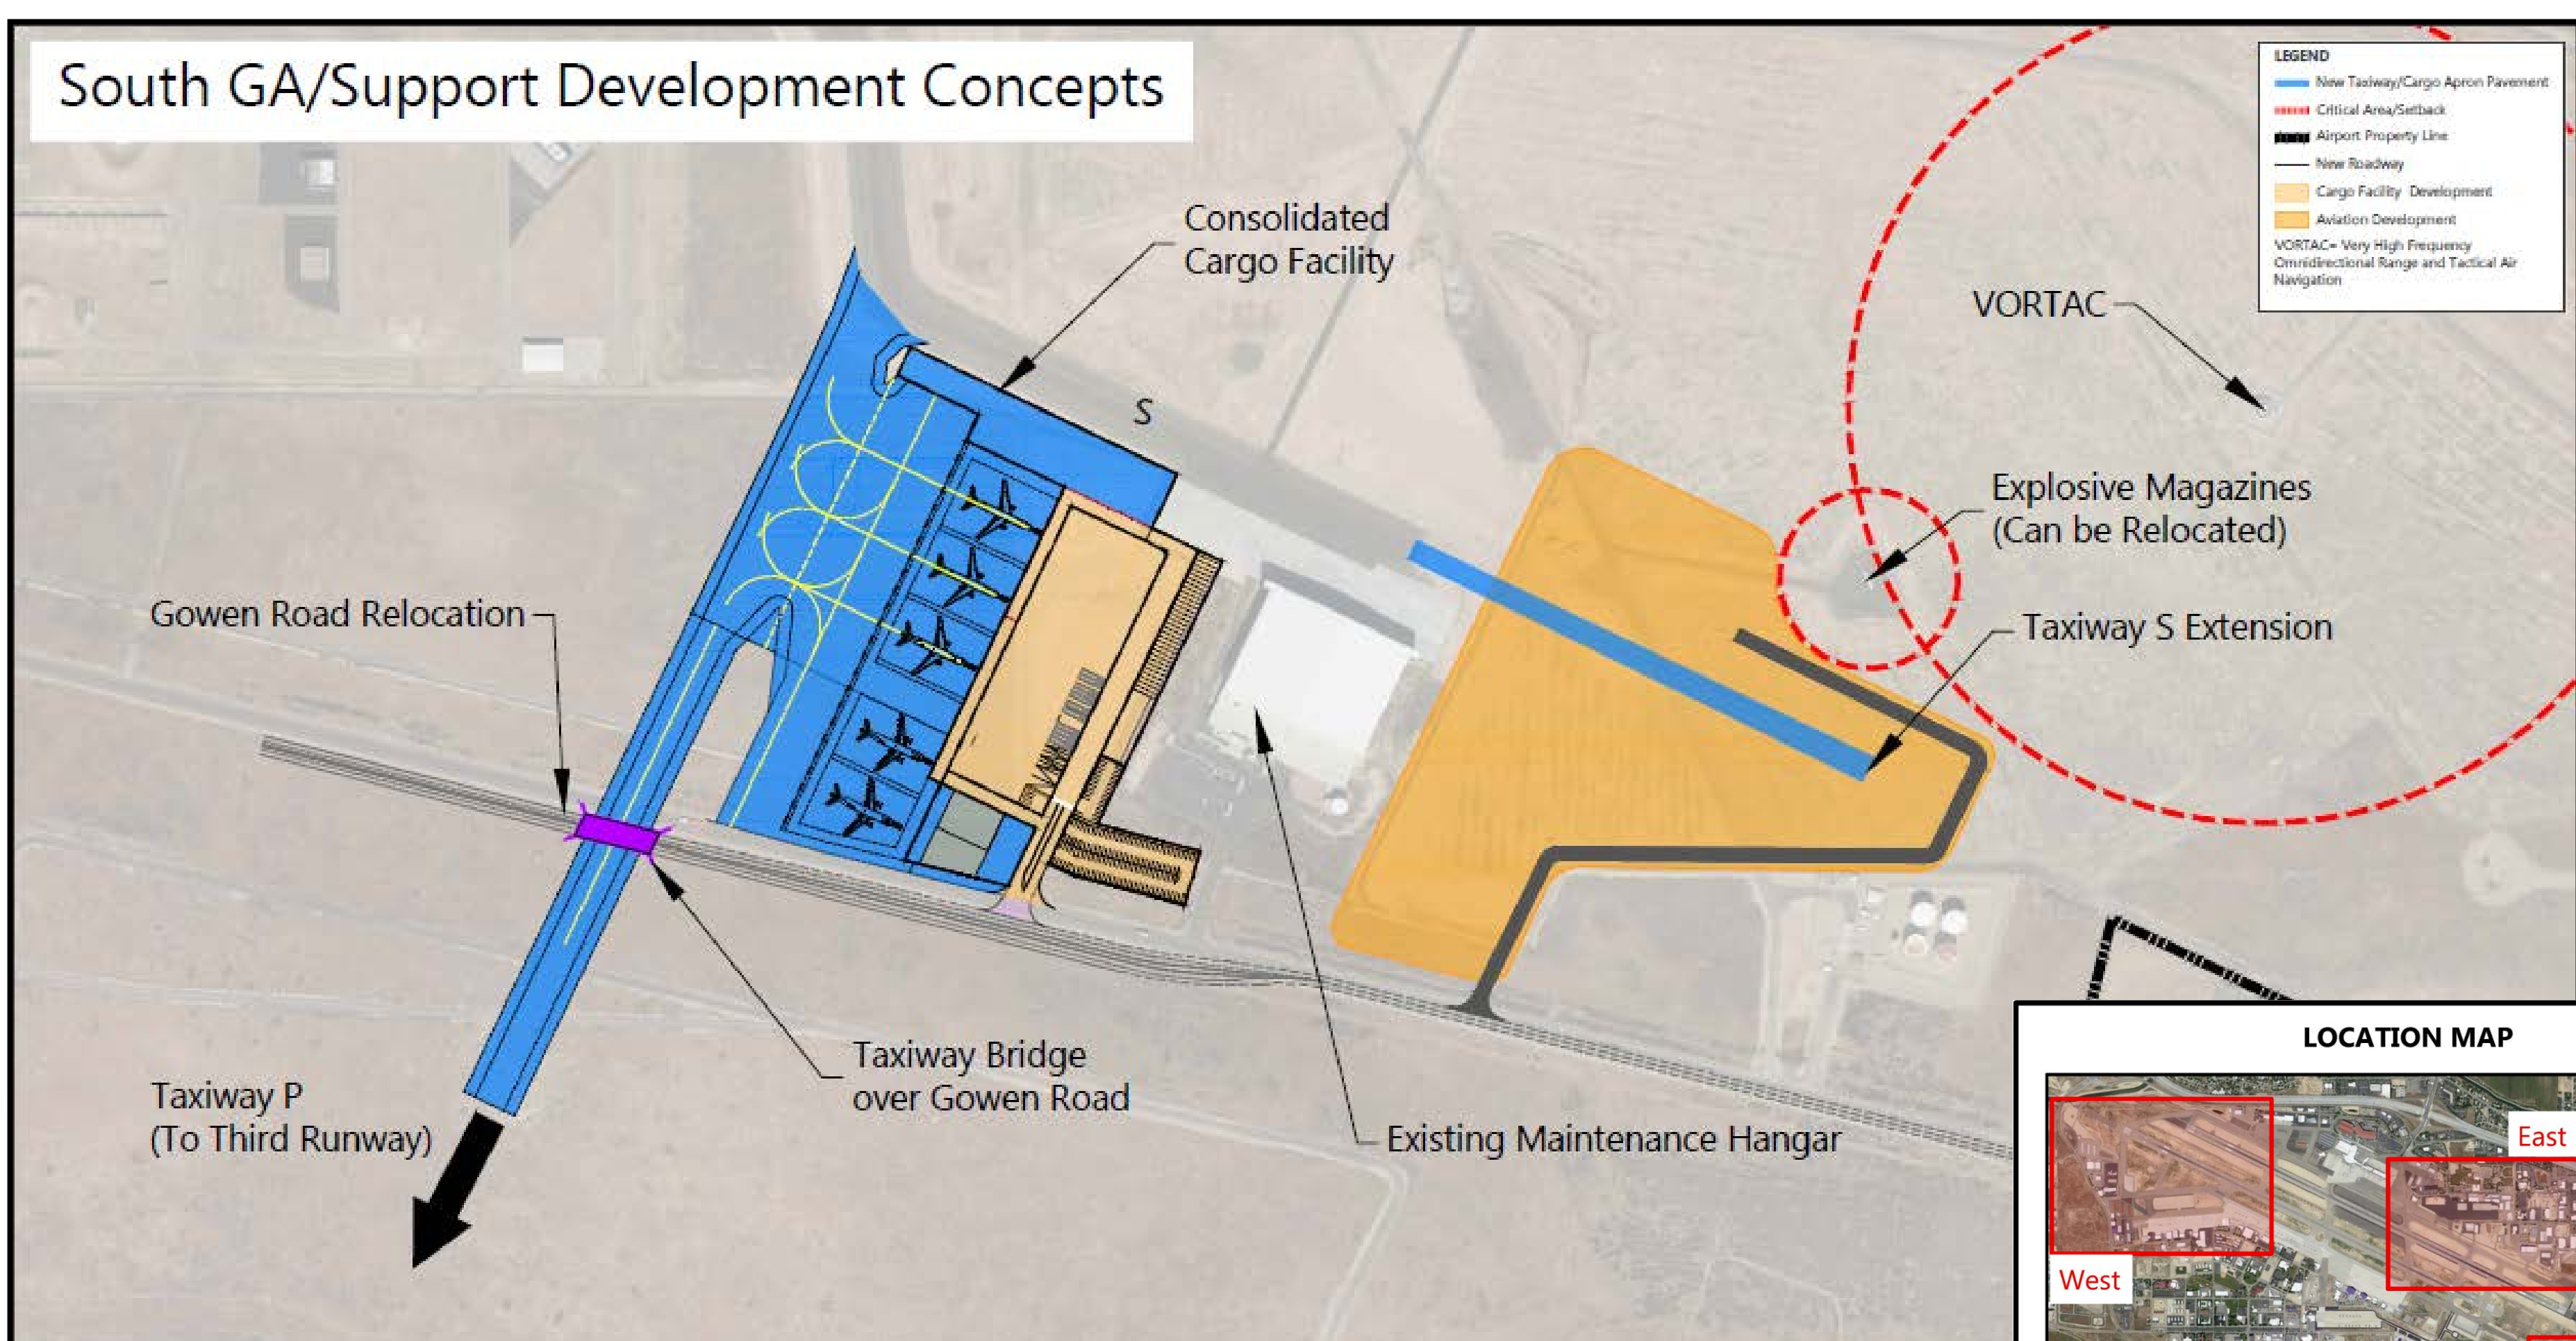 South GA/Support Development Concepts
LEGEND
New Taxiway/Cargo Apron Pavement
Critical Area/Setback
Airport Property Line
New Roadway
Cargo Facility Development
Aviation Development
VORTAC= Very High Frequency
Omnidirectional Range and Tactical Air
Navigation
Consolidated
Cargo Facility
VORTAC
S
Explosive Magazines
(Can be Relocated)
Gowen Road Relocation
Taxiway S Extension
Taxiway Bridge
over Gowen Road
Taxiway P
(To Third Runway)
Existing Maintenance Hangar
LOCATION MAP
East
West